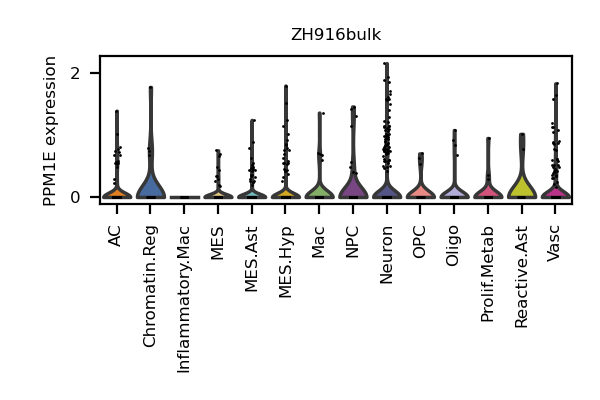 ZH916bulk
PPM1E expression
2
0
AC
Chromatin.Reg
Inflammatory.Mac
MES
MES.Ast
MES.Hyp
Mac
NPC
Neuron
OPC
Oligo
Prolif.Metab
Reactive.Ast
Vasc